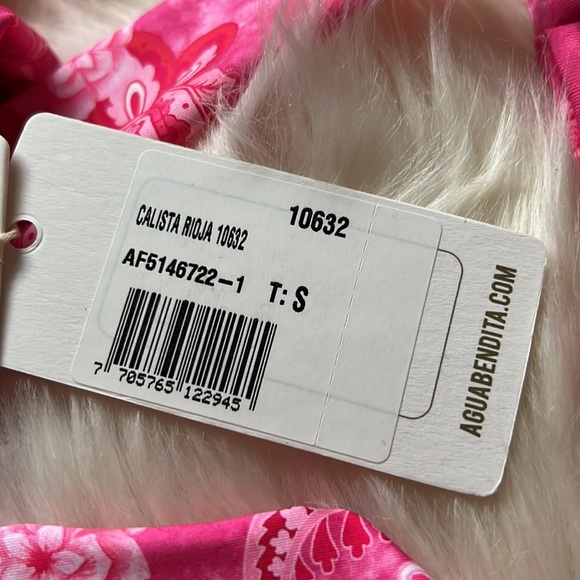 10632
CALISTA RIOJA 10632
AF5146722-1 T: S
7 705765 122945
AGUABENDITA.COM